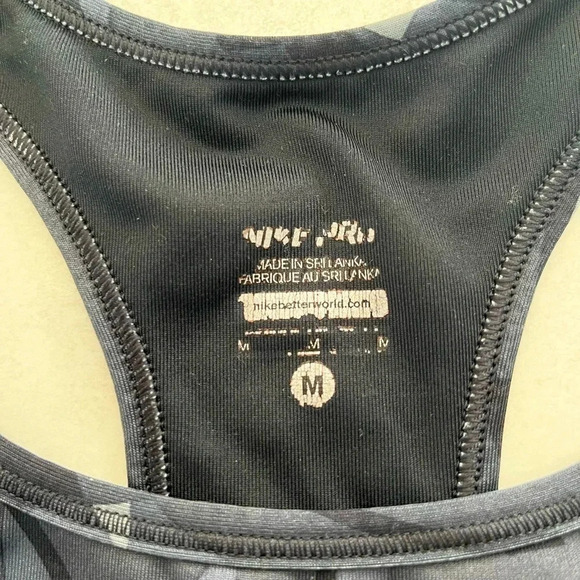 NIKE PRO
MADE IN SRI LANKA
FABRIQUE AU SRI LANKA
nikebetterworld.com
M M M
M